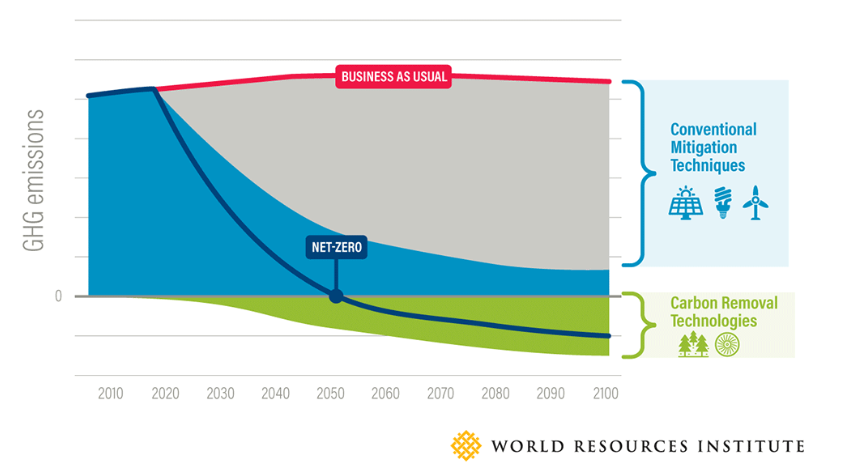 BUSINESS AS USUAL
Conventional
Mitigation
Techniques
GHG emissions
NET-ZERO
0
Carbon Removal
Technologies
2010 2020 2030 2040 2050 2060 2070 2080 2090 2100
WORLD RESOURCES INSTITUTE